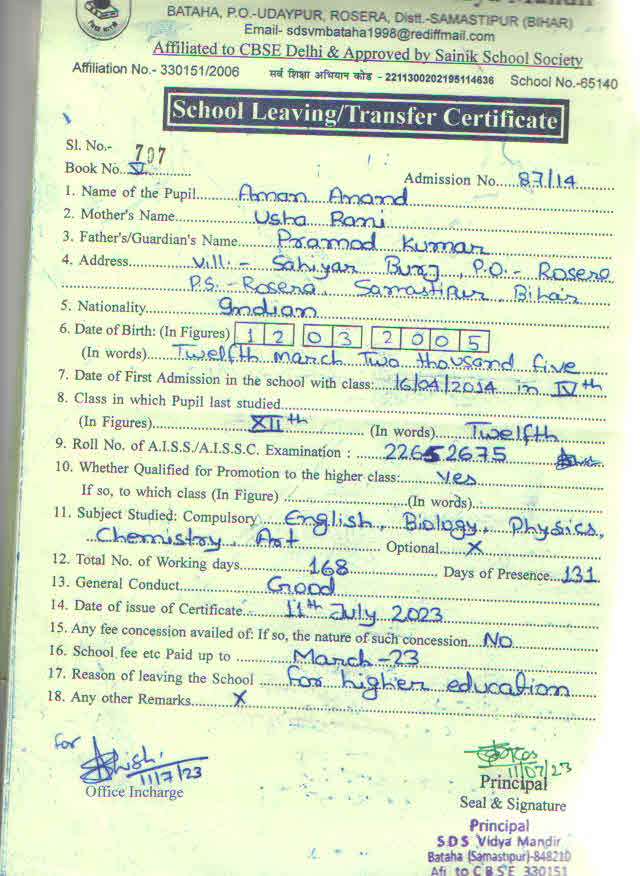 BATAHA, P.O.-UDAYPUR, ROSERA, Distt.-SAMASTIPUR (BIHAR)
Email- sdsvmbataha1998@rediffmail.com
Affiliated to CBSE Delhi & Approved by Sainik School Society
Affiliation No.- 330151/2006 सर्व शिक्षा अभियान कोड - 2211300202195114636 School No.-65140
School Leaving/Transfer Certificate
Sl. No.- 707
Book No. VI Admission No. 87/14
1. Name of the Pupil Aman Anand
2. Mother's Name Usha Rani
3. Father's/Guardian's Name Pramod Kumar
4. Address Vill.- Sahiyar Burj, P.O.- Rosera
P.S.- Rosera, Samastipur, Bihar
5. Nationality Indian
6. Date of Birth: (In Figures) 12 03 2005
(In words) Twelfth march Two thousand five
7. Date of First Admission in the school with class: 16/04/2014 in IVth
8. Class in which Pupil last studied
(In Figures) XIIth (In words) Twelfth
9. Roll No. of A.I.S.S./A.I.S.S.C. Examination : 22652675
10. Whether Qualified for Promotion to the higher class: Yes
If so, to which class (In Figure) (In words)
11. Subject Studied: Compulsory English, Biology, Physics,
Chemistry, Art Optional X
12. Total No. of Working days 168 Days of Presence 131
13. General Conduct Good
14. Date of issue of Certificate 11th July 2023
15. Any fee concession availed of: If so, the nature of such concession No
16. School fee etc Paid up to March-23
17. Reason of leaving the School for higher education
18. Any other Remarks X
for
11/7/23 11/07/23
Office Incharge Principal
Seal & Signature
Principal
SDS Vidya Mandir
Bataha (Samastipur)-848210
Afi to CBSE 330151